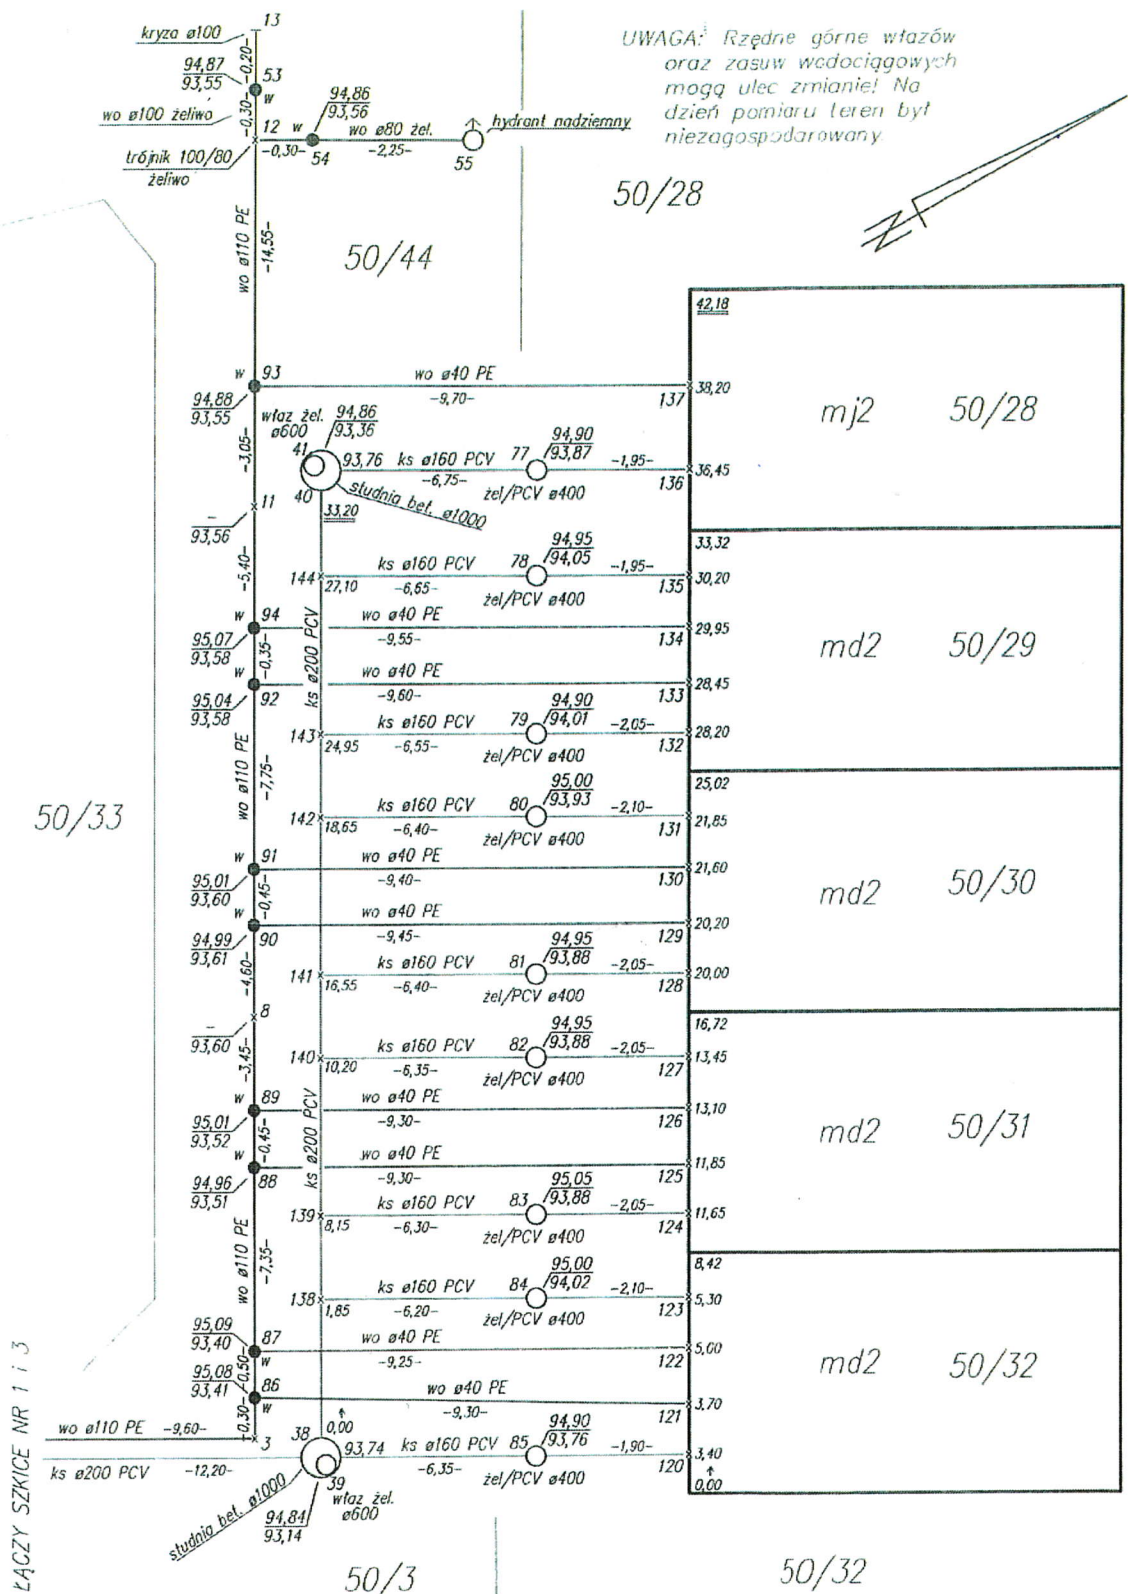 13
kryza ø100
-0,20-
94,87
93,55
53
w
wo ø100 żeliwo
-0,30-
12
w
94,86
93,56
wo ø80 żel.
hydrant nadziemny
-0,30-
54
-2,25-
55
trójnik 100/80
żeliwo
UWAGA: Rzędne górne włazów
oraz zasuw wodociągowych
mogą ulec zmianie! Na
dzień pomiaru teren był
niezagospodarowany.
N
50/28
50/44
wo ø110 PE
-14,55-
42,18
w
93
wo ø40 PE
-9,70-
137
38,20
94,88
93,55
mj2
50/28
-3,05-
właz żel.
ø600
41
94,86
93,36
93,76
ks ø160 PCV
-6,75-
77
94,90
93,87
-1,95-
136
36,45
żel/PCV ø400
40
studnia bet. ø1000
33,20
11
-
93,56
33,32
-5,40-
144
27,10
ks ø160 PCV
-6,65-
78
94,95
94,05
-1,95-
135
30,20
żel/PCV ø400
w
94
wo ø40 PE
-9,55-
134
29,95
95,07
93,58
-0,35-
ks ø200 PCV
md2
50/29
w
92
wo ø40 PE
-9,60-
133
28,45
95,04
93,58
143
24,95
ks ø160 PCV
-6,55-
79
94,90
94,01
-2,05-
132
28,20
żel/PCV ø400
wo ø110 PE
-7,75-
25,02
50/33
142
18,65
ks ø160 PCV
-6,40-
80
95,00
93,93
-2,10-
131
21,85
żel/PCV ø400
w
91
wo ø40 PE
-9,40-
130
21,60
95,01
93,60
-0,45-
md2
50/30
w
90
wo ø40 PE
-9,45-
129
20,20
94,99
93,61
-4,60-
141
16,55
ks ø160 PCV
-6,40-
81
94,95
93,88
-2,05-
128
20,00
żel/PCV ø400
8
-
93,60
16,72
-3,45-
140
10,20
ks ø160 PCV
-6,35-
82
94,95
93,88
-2,05-
127
13,45
żel/PCV ø400
w
89
wo ø40 PE
-9,30-
126
13,10
95,01
93,52
-0,45-
ks ø200 PCV
md2
50/31
w
88
wo ø40 PE
-9,30-
125
11,85
94,96
93,51
139
8,15
ks ø160 PCV
-6,30-
83
95,05
93,88
-2,05-
124
11,65
żel/PCV ø400
wo ø110 PE
-7,35-
8,42
138
1,85
ks ø160 PCV
-6,20-
84
95,00
94,02
-2,10-
123
5,30
żel/PCV ø400
95,09
93,40
87
w
wo ø40 PE
-9,25-
122
5,00
-0,50-
md2
50/32
95,08
93,41
86
w
wo ø40 PE
-9,30-
121
3,70
-0,30-
wo ø110 PE
-9,60-
3
38
0,00
93,74
ks ø160 PCV
-6,35-
85
94,90
93,76
-1,90-
120
3,40
0,00
żel/PCV ø400
ks ø200 PCV
-12,20-
39
właz żel.
ø600
studnia bet. ø1000
94,84
93,14
ŁĄCZY SZKICE NR 1 i 3
50/3
50/32